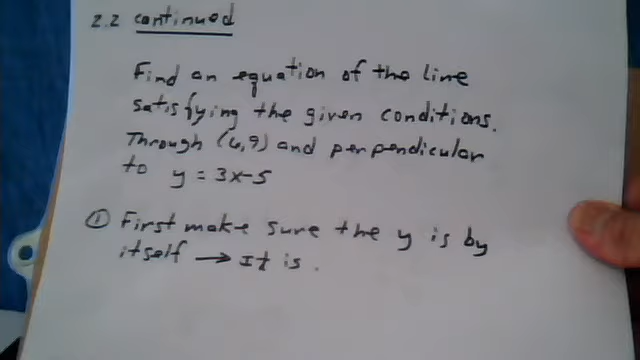 2.2 continued
Find an equation of the line
satisfying the given conditions.
Through (6,9) and perpendicular
to y = 3x-5
① First make sure the y is by
itself → It is.